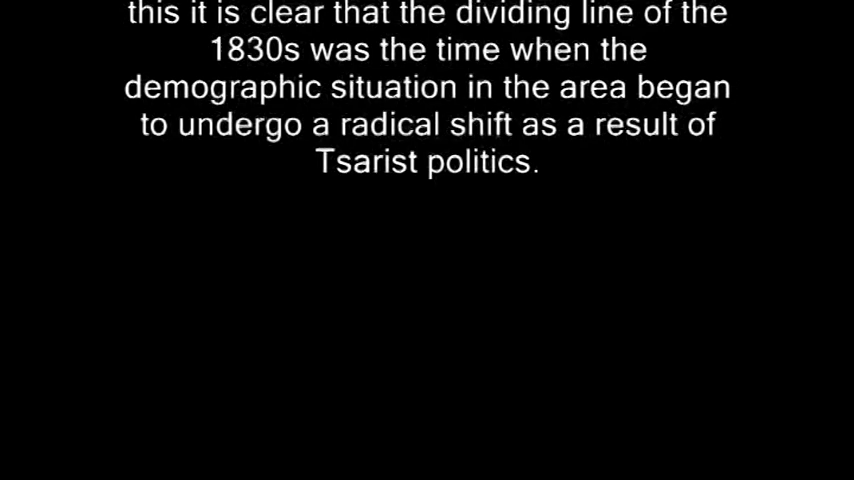 this it is clear that the dividing line of the
1830s was the time when the
demographic situation in the area began
to undergo a radical shift as a result of
Tsarist politics.